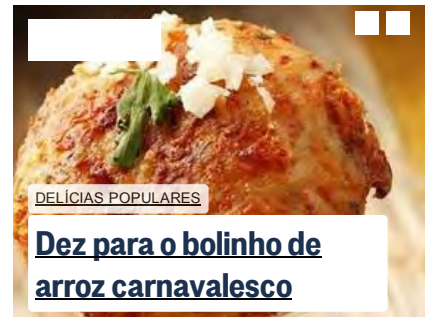 DELÍCIAS POPULARES
Dez para o bolinho de
arroz carnavalesco